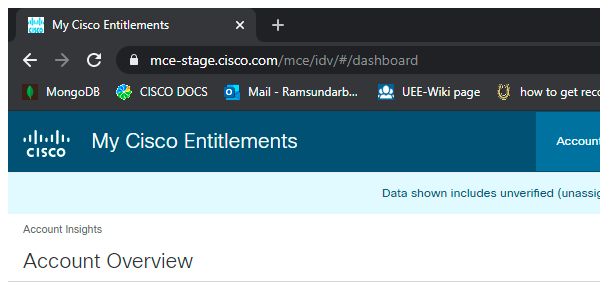 My Cisco Entitlements
mce-stage.cisco.com/mce/idv/#/dashboard
MongoDB CISCO DOCS Mail - Ramsundarb... UEE-Wiki page how to get reco
CISCO My Cisco Entitlements Account
Data shown includes unverified (unassig
Account Insights
Account Overview